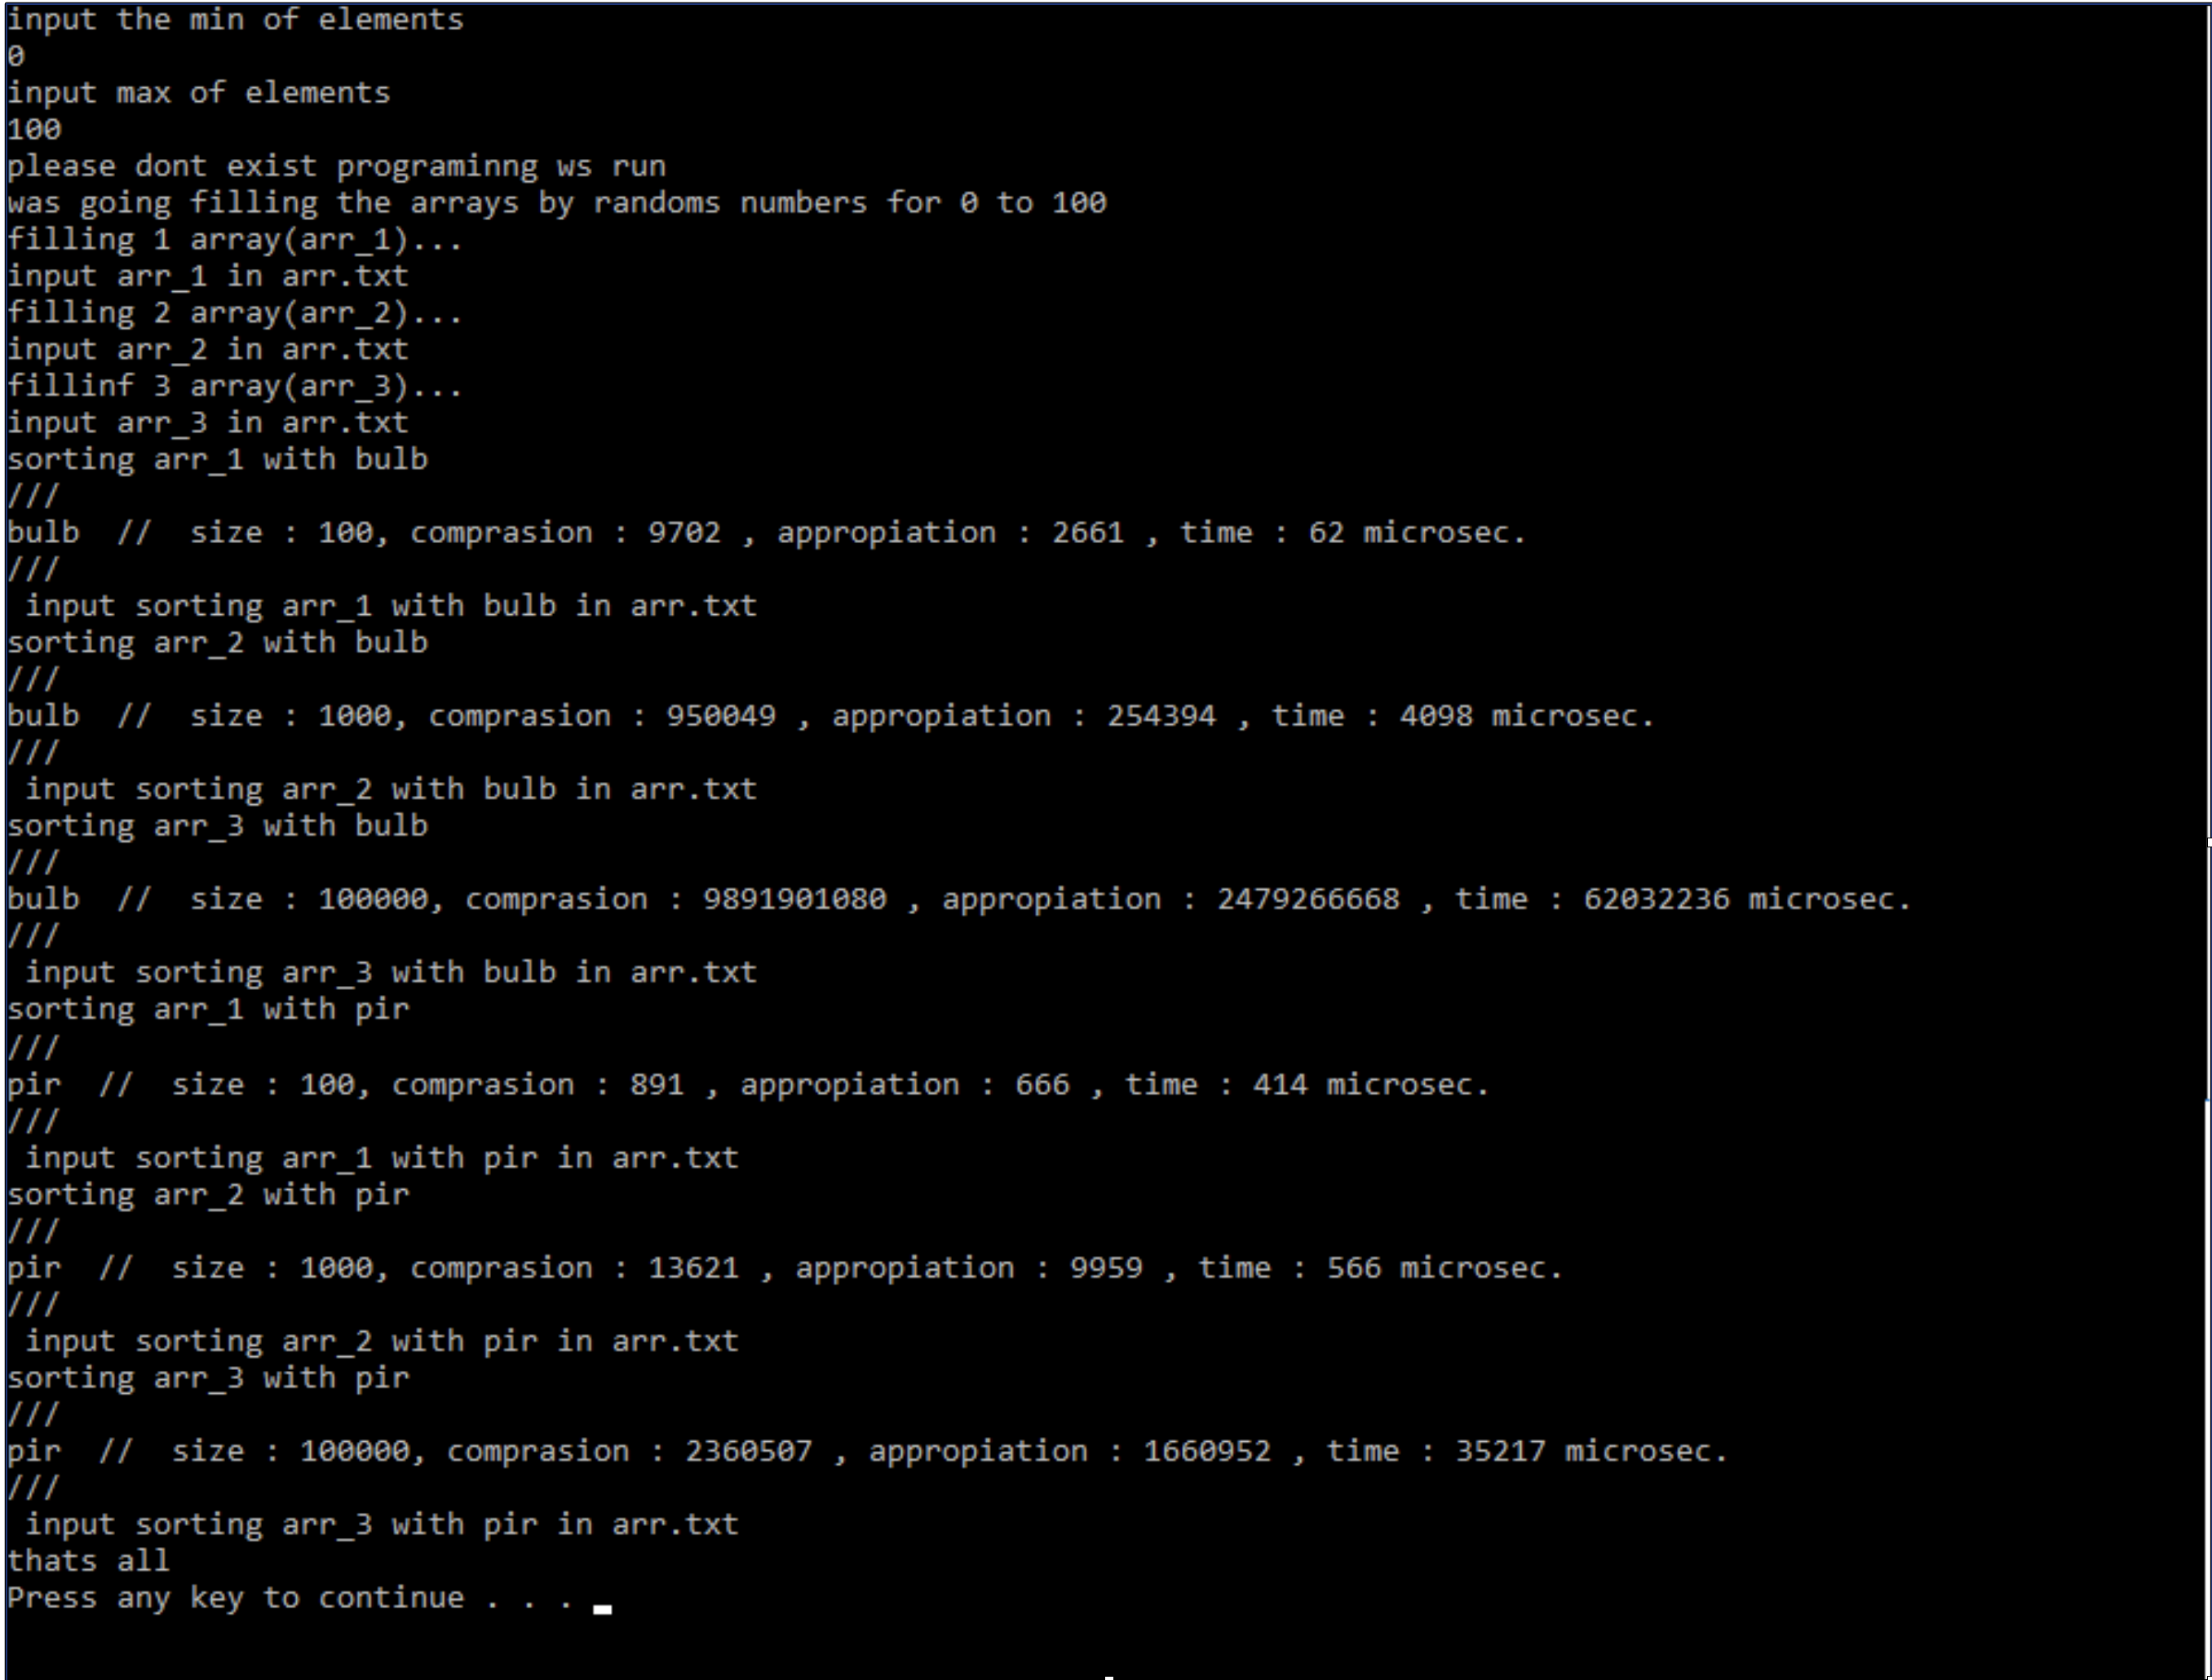 input the min of elements
0
input max of elements
100
please dont exist programinng ws run
was going filling the arrays by randoms numbers for 0 to 100
filling 1 array(arr_1)...
input arr_1 in arr.txt
filling 2 array(arr_2)...
input arr_2 in arr.txt
fillinf 3 array(arr_3)...
input arr_3 in arr.txt
sorting arr_1 with bulb
///
bulb  //  size : 100, comprasion : 9702 , appropiation : 2661 , time : 62 microsec.
///
 input sorting arr_1 with bulb in arr.txt
sorting arr_2 with bulb
///
bulb  //  size : 1000, comprasion : 950049 , appropiation : 254394 , time : 4098 microsec.
///
 input sorting arr_2 with bulb in arr.txt
sorting arr_3 with bulb
///
bulb  //  size : 100000, comprasion : 9891901080 , appropiation : 2479266668 , time : 62032236 microsec.
///
 input sorting arr_3 with bulb in arr.txt
sorting arr_1 with pir
///
pir  //  size : 100, comprasion : 891 , appropiation : 666 , time : 414 microsec.
///
 input sorting arr_1 with pir in arr.txt
sorting arr_2 with pir
///
pir  //  size : 1000, comprasion : 13621 , appropiation : 9959 , time : 566 microsec.
///
 input sorting arr_2 with pir in arr.txt
sorting arr_3 with pir
///
pir  //  size : 100000, comprasion : 2360507 , appropiation : 1660952 , time : 35217 microsec.
///
 input sorting arr_3 with pir in arr.txt
thats all
Press any key to continue . . .